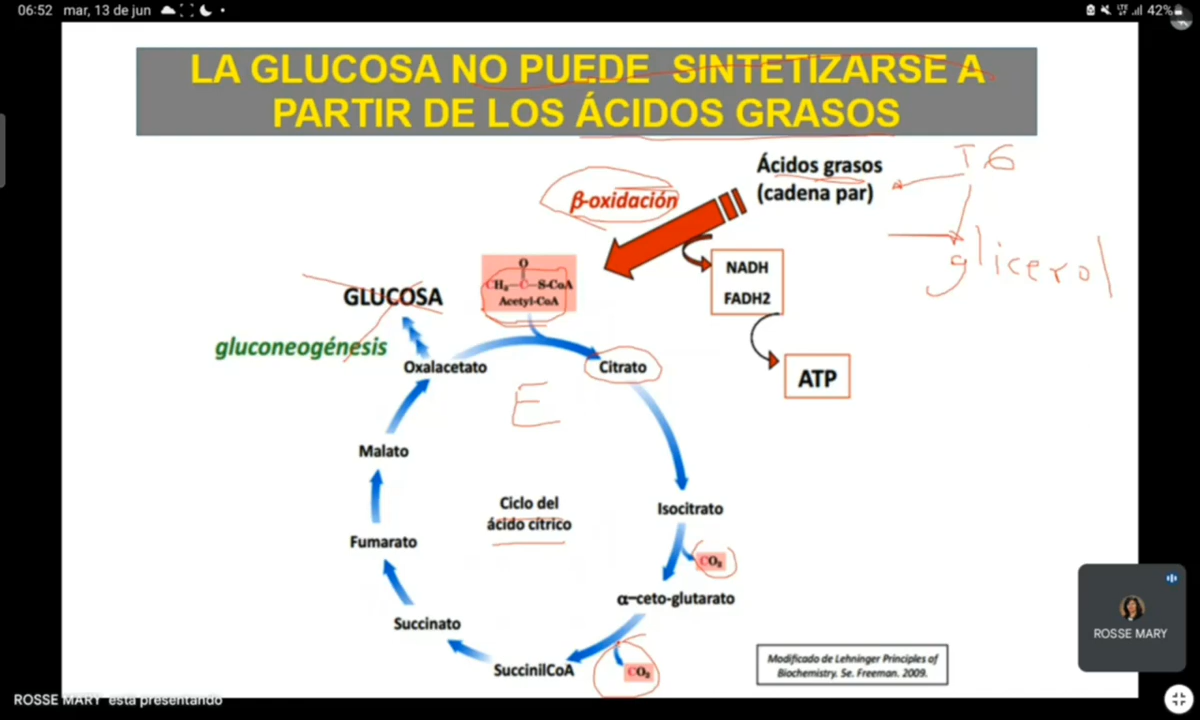 06:52 mar, 13 de jun
42%
LA GLUCOSA NO PUEDE SINTETIZARSE A
PARTIR DE LOS ÁCIDOS GRASOS
Ácidos grasos
(cadena par)
TG
glicerol
β-oxidación
NADH
FADH2
ATP
O
CH₃—C—S-CoA
Acetyl-CoA
GLUCOSA
gluconeogénesis
Oxalacetato
Citrato
E
Malato
Isocitrato
Ciclo del
ácido cítrico
CO₂
Fumarato
α-ceto-glutarato
Succinato
SuccinilCoA
CO₂
Modificado de Lehninger Principles of
Biochemistry. 5e. Freeman. 2009.
ROSSE MARY
ROSSE MARY está presentando